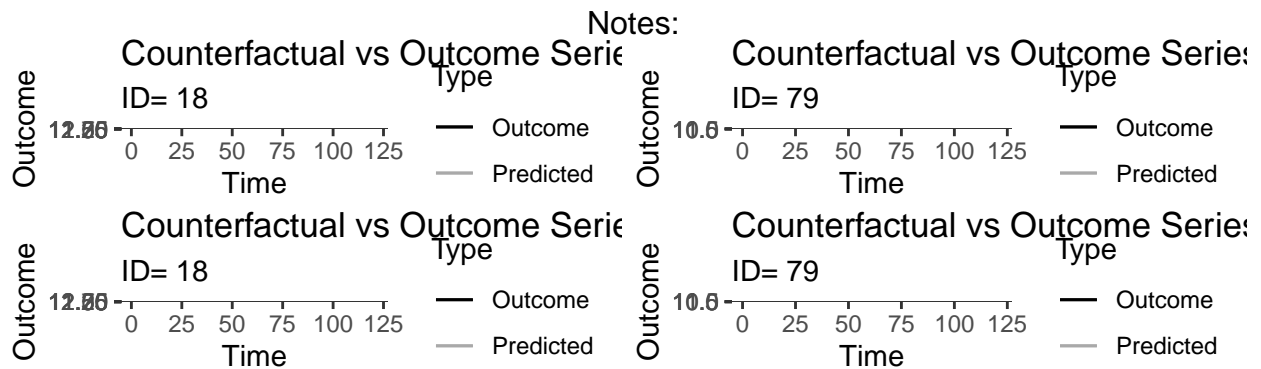 Notes:
Counterfactual vs Outcome Serie
ID= 18
Outcome
0 25 50 75 100 125
Time
Type
Outcome
Predicted
Counterfactual vs Outcome Series
ID= 79
Outcome
0 25 50 75 100 125
Time
Type
Outcome
Predicted
Counterfactual vs Outcome Serie
ID= 18
Outcome
0 25 50 75 100 125
Time
Type
Outcome
Predicted
Counterfactual vs Outcome Series
ID= 79
Outcome
0 25 50 75 100 125
Time
Type
Outcome
Predicted